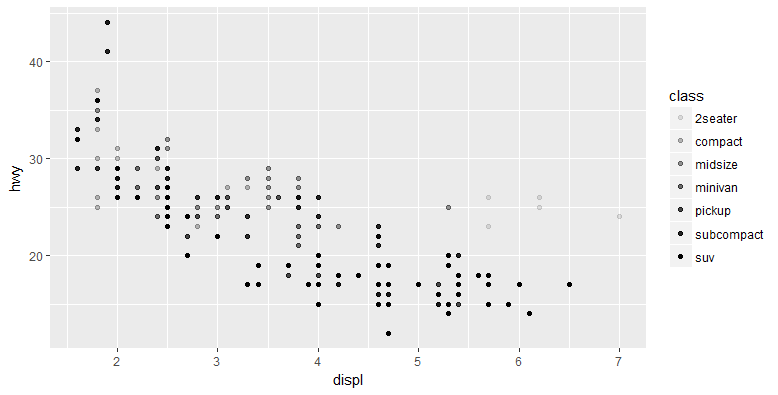 hwy
40
30
20
2 3 4 5 6 7
displ
class
2seater
compact
midsize
minivan
pickup
subcompact
suv